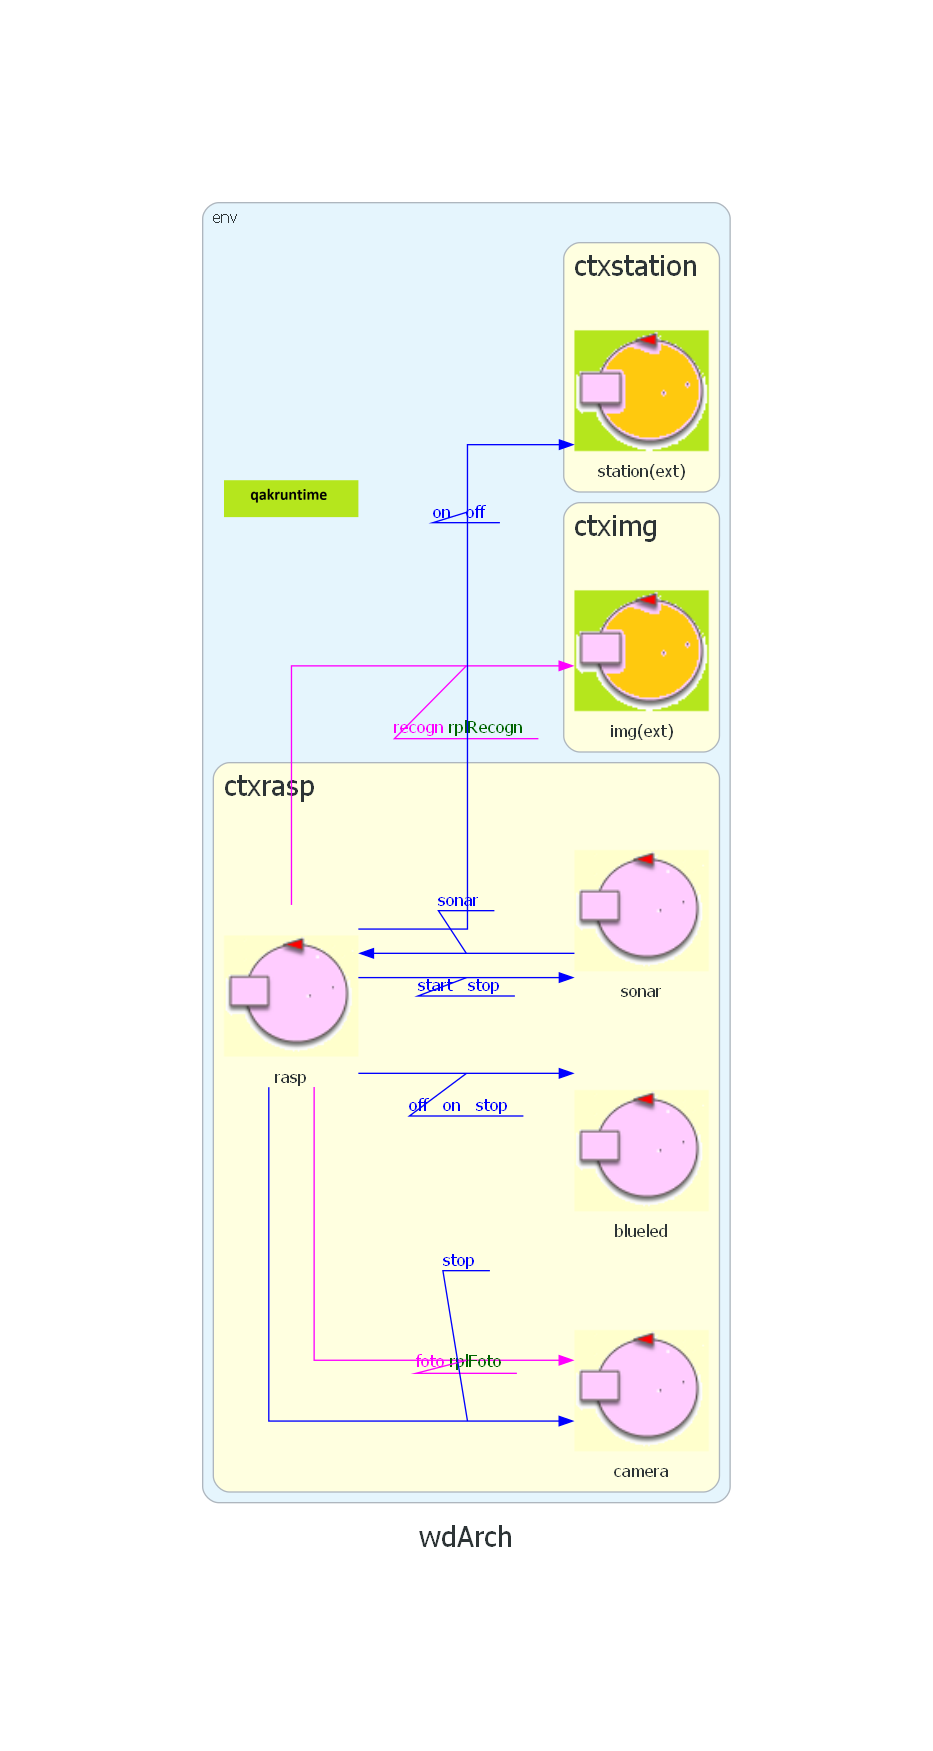 env
ctxstation
station(ext)
qakruntime
on off
ctximg
recogn rplRecogn
img(ext)
ctxrasp
sonar
start stop
sonar
rasp
off on stop
blueled
stop
foto rplFoto
camera
wdArch